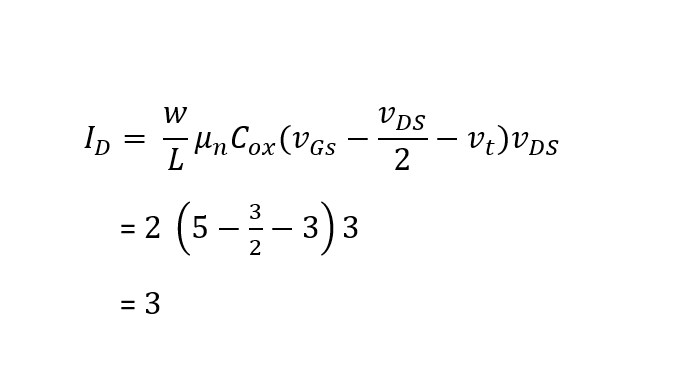 I_D = w/L μ_n C_ox (v_Gs − v_DS/2 − v_t) v_DS
= 2 (5 − 3/2 − 3) 3
= 3